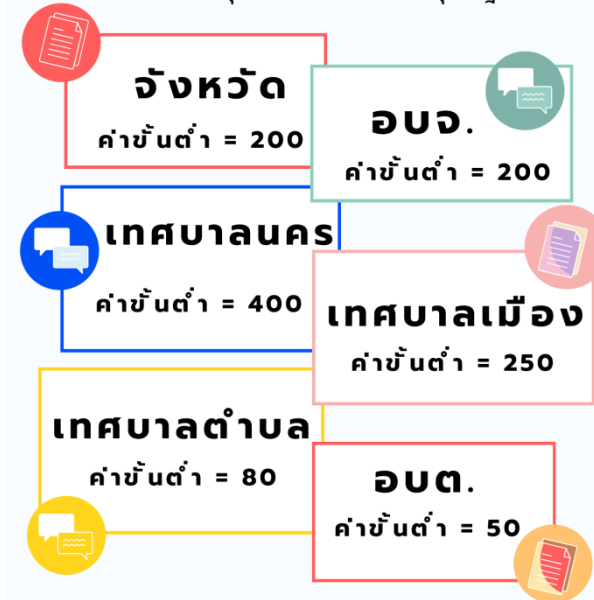 จังหวัด
ค่าขั้นต่ำ = 200
อบจ.
ค่าขั้นต่ำ = 200
เทศบาลนคร
ค่าขั้นต่ำ = 400
เทศบาลเมือง
ค่าขั้นต่ำ = 250
เทศบาลตำบล
ค่าขั้นต่ำ = 80
อบต.
ค่าขั้นต่ำ = 50